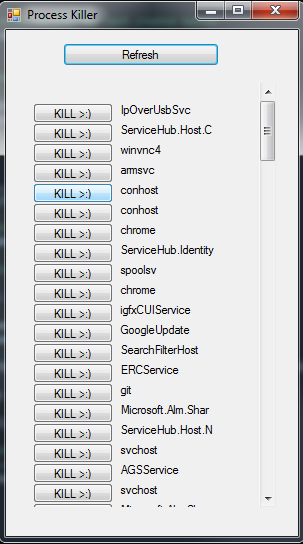 Process Killer
Refresh
KILL >:) IpOverUsbSvc
KILL >:) ServiceHub.Host.C
KILL >:) winvnc4
KILL >:) armsvc
KILL >:) conhost
KILL >:) conhost
KILL >:) chrome
KILL >:) ServiceHub.Identity
KILL >:) spoolsv
KILL >:) chrome
KILL >:) igfxCUIService
KILL >:) GoogleUpdate
KILL >:) SearchFilterHost
KILL >:) ERCService
KILL >:) git
KILL >:) Microsoft.Alm.Shar
KILL >:) ServiceHub.Host.N
KILL >:) svchost
KILL >:) AGSService
KILL >:) svchost